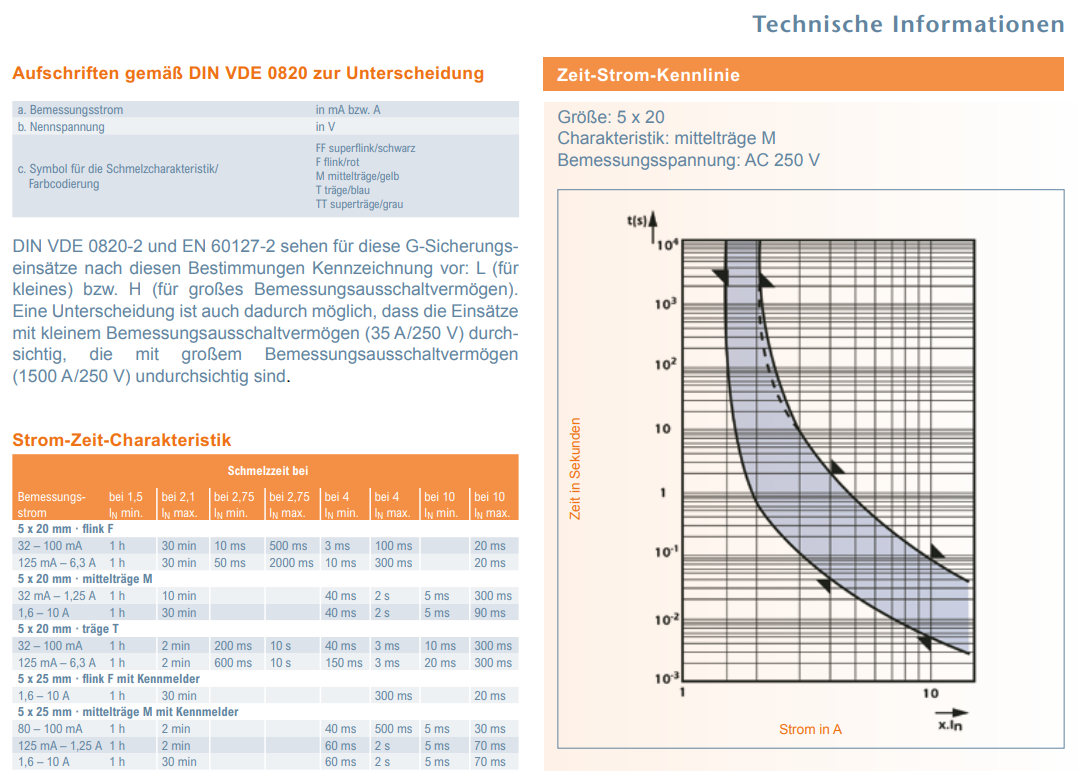 Technische Informationen
Aufschriften gemäß DIN VDE 0820 zur Unterscheidung
a. Bemessungsstrom in mA bzw. A
b. Nennspannung in V
c. Symbol für die Schmelzcharakteristik/
Farbcodierung
FF superflink/schwarz
F flink/rot
M mittelträge/gelb
T träge/blau
TT superträge/grau
DIN VDE 0820-2 und EN 60127-2 sehen für diese G-Sicherungs-
einsätze nach diesen Bestimmungen Kennzeichnung vor: L (für
kleines) bzw. H (für großes Bemessungsausschaltvermögen).
Eine Unterscheidung ist auch dadurch möglich, dass die Einsätze
mit kleinem Bemessungsausschaltvermögen (35 A/250 V) durch-
sichtig, die mit großem Bemessungsausschaltvermögen
(1500 A/250 V) undurchsichtig sind.
Strom-Zeit-Charakteristik
Schmelzzeit bei
Bemessungs- bei 1,5 bei 2,1 bei 2,75 bei 2,75 bei 4 bei 4 bei 10 bei 10
strom IN min. IN max. IN min. IN max. IN min. IN max. IN min. IN max.
5 x 20 mm · flink F
32 – 100 mA 1 h 30 min 10 ms 500 ms 3 ms 100 ms 20 ms
125 mA – 6,3 A 1 h 30 min 50 ms 2000 ms 10 ms 300 ms 20 ms
5 x 20 mm · mittelträge M
32 mA – 1,25 A 1 h 10 min 40 ms 2 s 5 ms 300 ms
1,6 – 10 A 1 h 30 min 40 ms 2 s 5 ms 90 ms
5 x 20 mm · träge T
32 – 100 mA 1 h 2 min 200 ms 10 s 40 ms 3 ms 10 ms 300 ms
125 mA – 6,3 A 1 h 2 min 600 ms 10 s 150 ms 3 ms 20 ms 300 ms
5 x 25 mm · flink F mit Kennmelder
1,6 – 10 A 1 h 300 ms 20 ms
5 x 25 mm · mittelträge M mit Kennmelder
80 – 100 mA 1 h 2 min 40 ms 500 ms 5 ms 30 ms
125 mA – 1,25 A 1 h 2 min 60 ms 2 s 5 ms 70 ms
1,6 – 10 A 1 h 30 min 60 ms 2 s 5 ms 70 ms
Zeit-Strom-Kennlinie
Größe: 5 x 20
Charakteristik: mittelträge M
Bemessungsspannung: AC 250 V
t(s)
10⁴
10³
10²
10
1
10⁻¹
10⁻²
10⁻³
Zeit in Sekunden
1 10
x.In
Strom in A